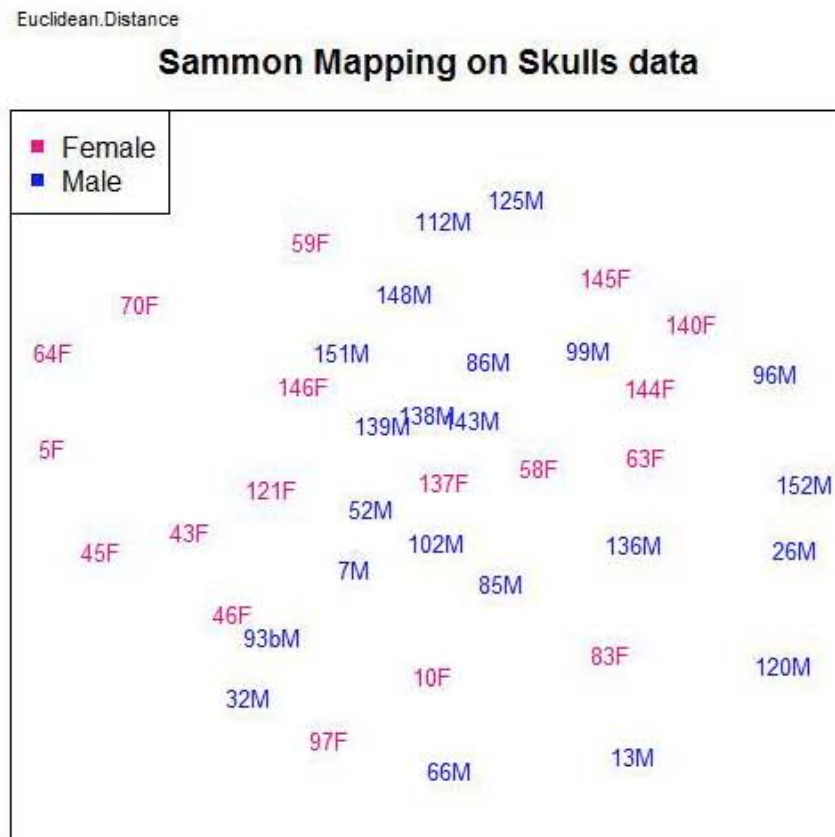 Euclidean.Distance
Sammon Mapping on Skulls data
Female
Male
125M
112M
59F
145F
148M
70F
140F
64F
151M
99M
86M
96M
146F
144F
138M
143M
139M
5F
63F
58F
137F
152M
121F
52M
43F
102M
136M
45F
26M
7M
85M
46F
93bM
83F
120M
10F
32M
97F
13M
66M